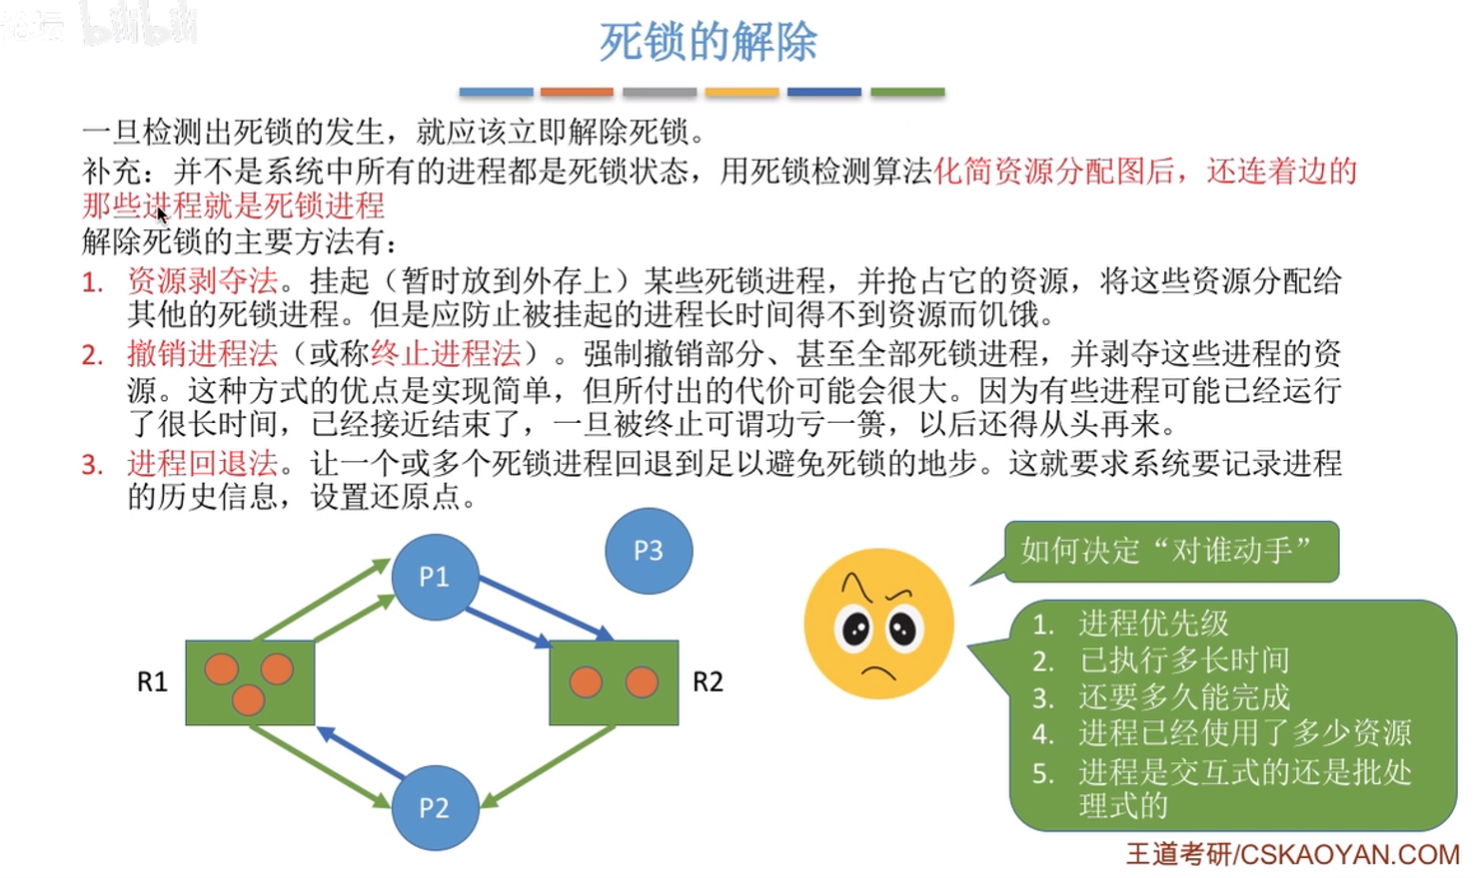 论坛 bilibili
死锁的解除
一旦检测出死锁的发生，就应该立即解除死锁。
补充：并不是系统中所有的进程都是死锁状态，用死锁检测算法化简资源分配图后，还连着边的
那些进程就是死锁进程
解除死锁的主要方法有：
1. 资源剥夺法。挂起（暂时放到外存上）某些死锁进程，并抢占它的资源，将这些资源分配给
其他的死锁进程。但是应防止被挂起的进程长时间得不到资源而饥饿。
2. 撤销进程法（或称终止进程法）。强制撤销部分、甚至全部死锁进程，并剥夺这些进程的资
源。这种方式的优点是实现简单，但所付出的代价可能会很大。因为有些进程可能已经运行
了很长时间，已经接近结束了，一旦被终止可谓功亏一篑，以后还得从头再来。
3. 进程回退法。让一个或多个死锁进程回退到足以避免死锁的地步。这就要求系统要记录进程
的历史信息，设置还原点。
P1
P3
R1
R2
P2
如何决定“对谁动手”
1. 进程优先级
2. 已执行多长时间
3. 还要多久能完成
4. 进程已经使用了多少资源
5. 进程是交互式的还是批处
理式的
王道考研/CSKAOYAN.COM